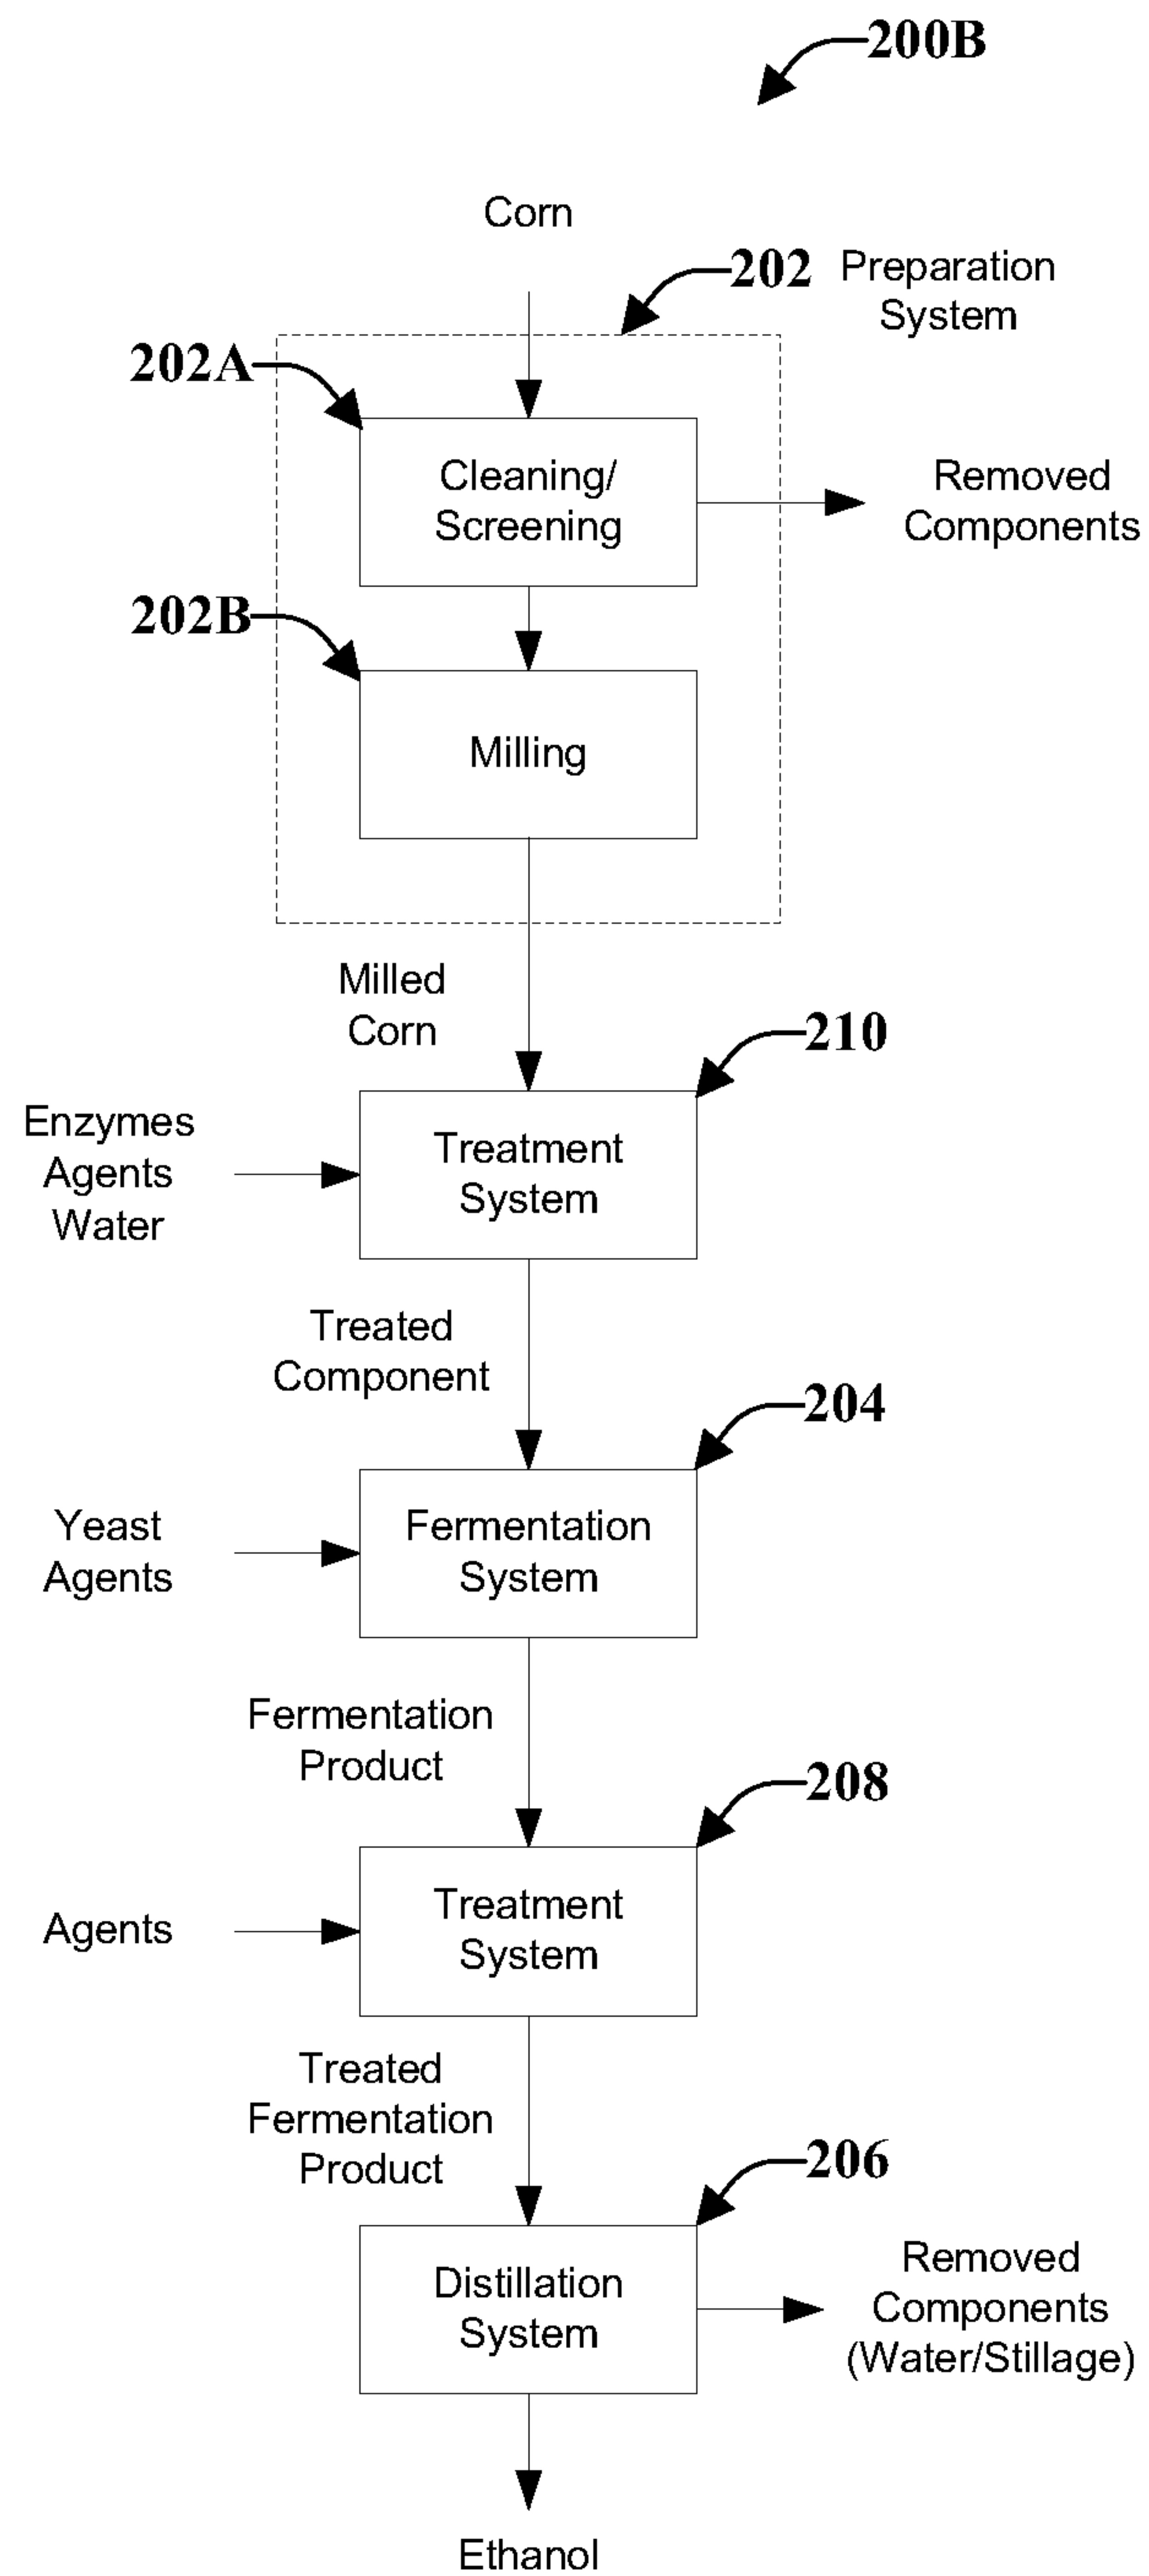 200B
Corn
202 Preparation
System
202A
Cleaning/
Screening
Removed
Components
202B
Milling
Milled
Corn
210
Enzymes
Agents
Water
Treatment
System
Treated
Component
204
Yeast
Agents
Fermentation
System
Fermentation
Product
208
Agents
Treatment
System
Treated
Fermentation
Product
206
Distillation
System
Removed
Components
(Water/Stillage)
Ethanol